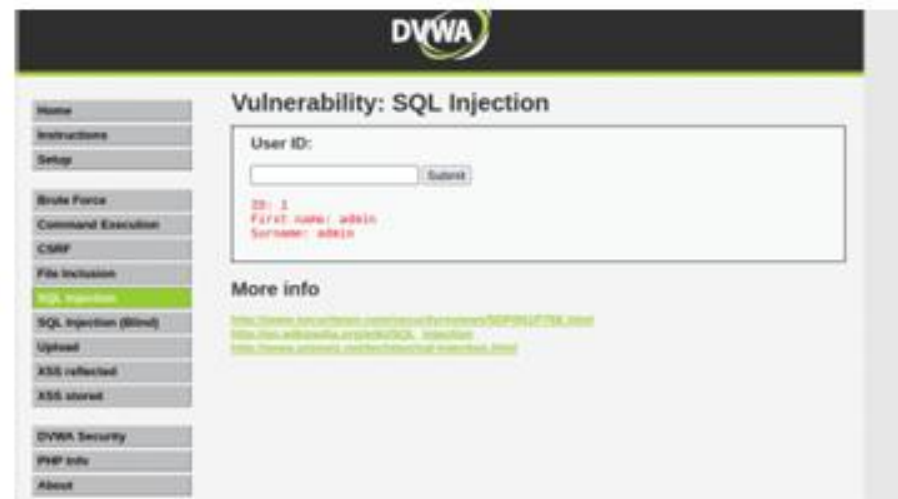 DVWA
Home
Instructions
Setup
Brute Force
Command Execution
CSRF
File Inclusion
SQL Injection
SQL Injection (Blind)
Upload
XSS reflected
XSS stored
DVWA Security
PHP Info
About
Vulnerability: SQL Injection
User ID:
Submit
ID: 1
First name: admin
Surname: admin
More info